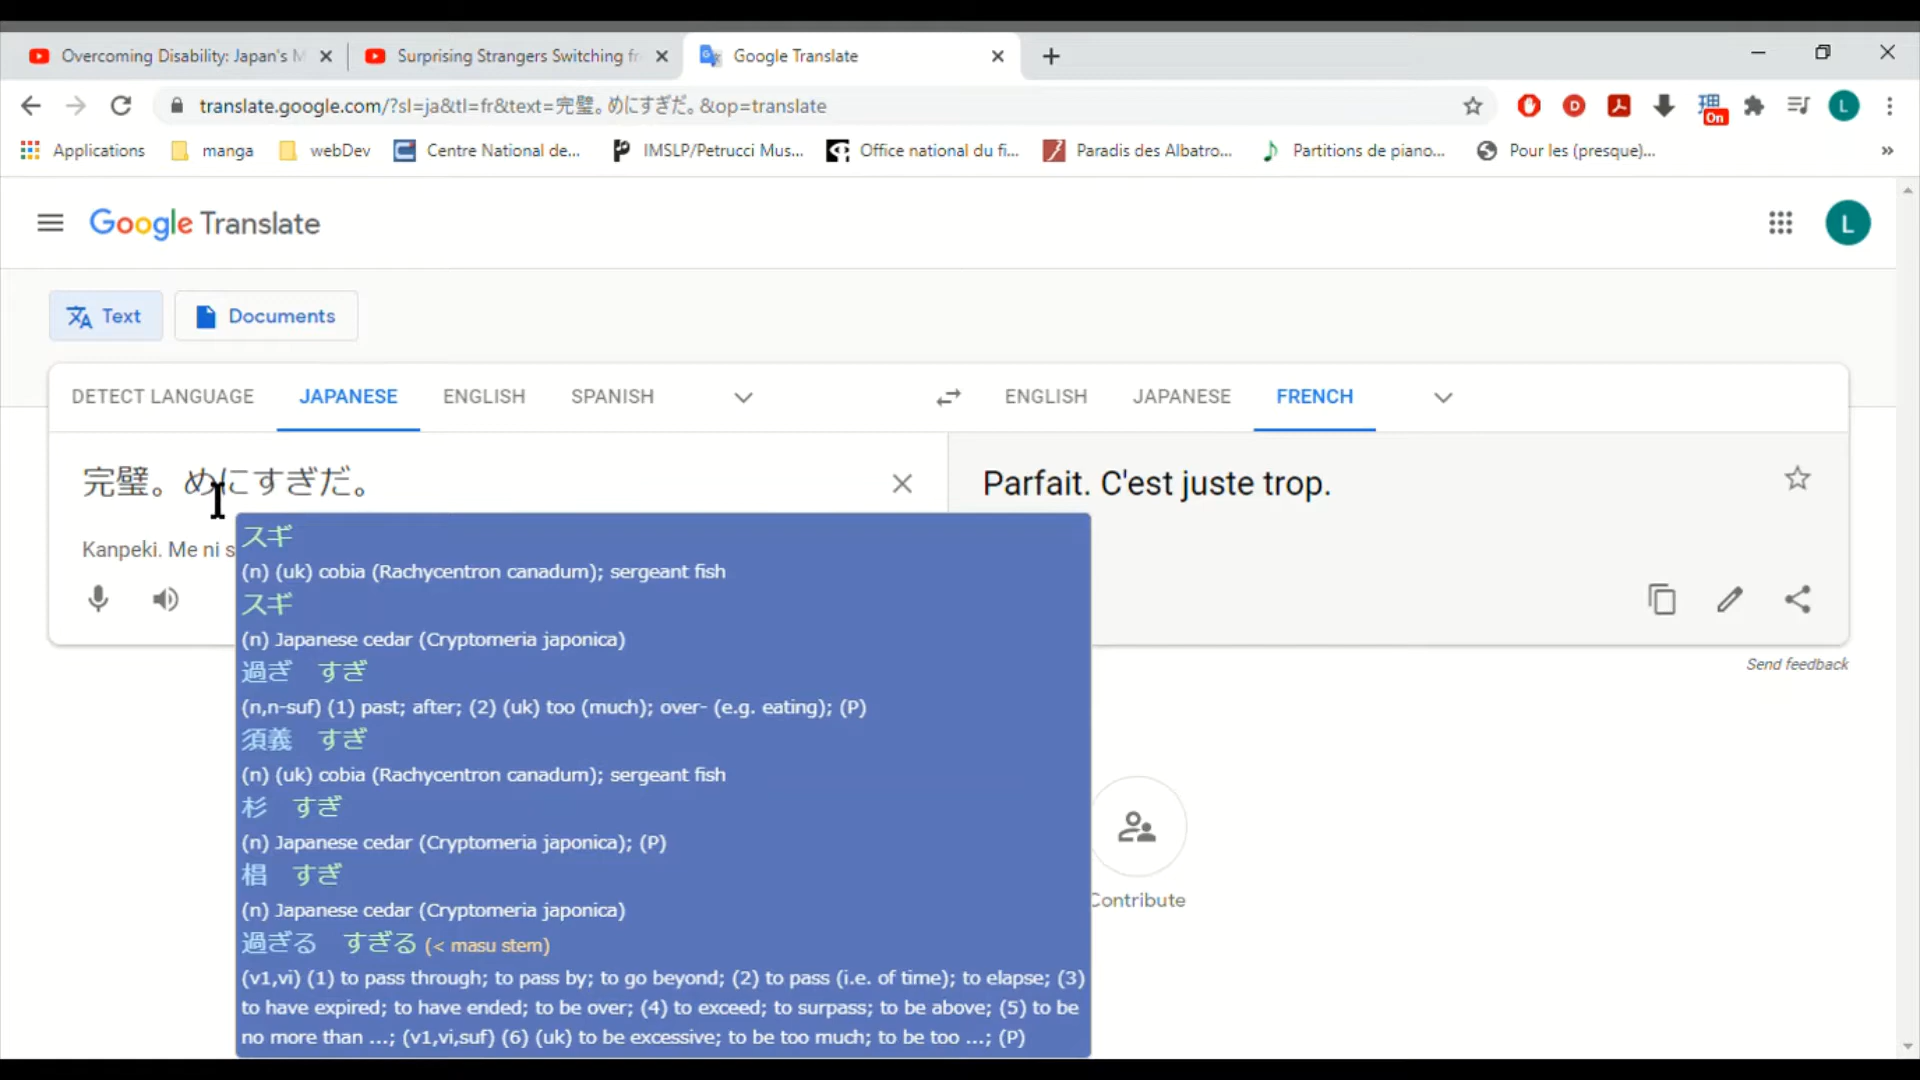 Overcoming Disability: Japan's M
Surprising Strangers Switching fr
Google Translate
translate.google.com/?sl=ja&tl=fr&text=完璧。めにすぎだ。&op=translate
D
On
L
Applications
manga
webDev
Centre National de...
IMSLP/Petrucci Mus...
Office national du fi...
Paradis des Albatro...
Partitions de piano...
Pour les (presque)...
»
Google Translate
L
Text
Documents
DETECT LANGUAGE
JAPANESE
ENGLISH
SPANISH
ENGLISH
JAPANESE
FRENCH
完璧。めにすぎだ。
Parfait. C'est juste trop.
Kanpeki. Me ni s
スギ
(n) (uk) cobia (Rachycentron canadum); sergeant fish
スギ
(n) Japanese cedar (Cryptomeria japonica)
過ぎ すぎ
(n,n-suf) (1) past; after; (2) (uk) too (much); over- (e.g. eating); (P)
須義 すぎ
(n) (uk) cobia (Rachycentron canadum); sergeant fish
杉 すぎ
(n) Japanese cedar (Cryptomeria japonica); (P)
椙 すぎ
(n) Japanese cedar (Cryptomeria japonica)
過ぎる すぎる (< masu stem)
(v1,vi) (1) to pass through; to pass by; to go beyond; (2) to pass (i.e. of time); to elapse; (3)
to have expired; to have ended; to be over; (4) to exceed; to surpass; to be above; (5) to be
no more than ...; (v1,vi,suf) (6) (uk) to be excessive; to be too much; to be too ...; (P)
Send feedback
Contribute